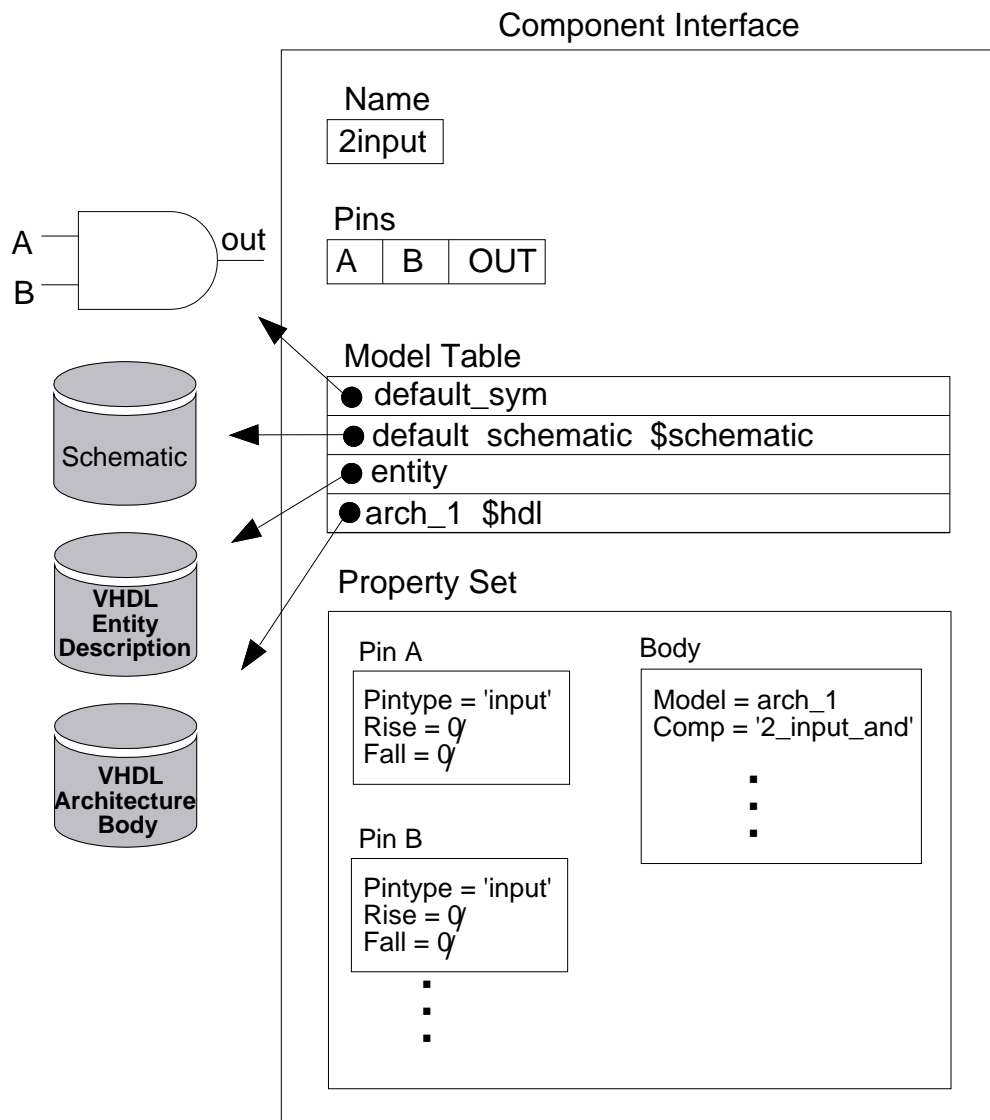 Component Interface
Name
2input
A
B
out
Pins
A B OUT
Model Table
default_sym
default schematic $schematic
entity
arch_1 $hdl
Schematic
VHDL
Entity
Description
VHDL
Architecture
Body
Property Set
Pin A
Pintype = 'input'
Rise = 0/
Fall = 0/
Body
Model = arch_1
Comp = '2_input_and'
Pin B
Pintype = 'input'
Rise = 0/
Fall = 0/